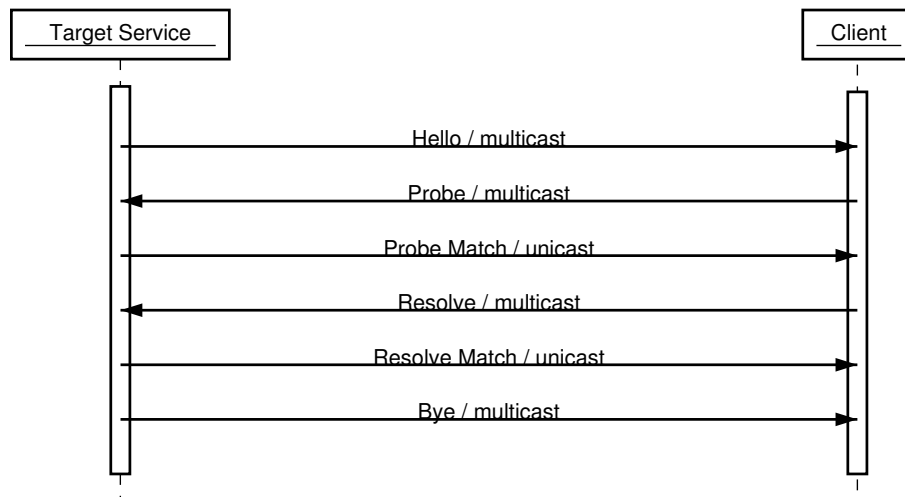 Target Service
Client
Hello / multicast
Probe / multicast
Probe Match / unicast
Resolve / multicast
Resolve Match / unicast
Bye / multicast